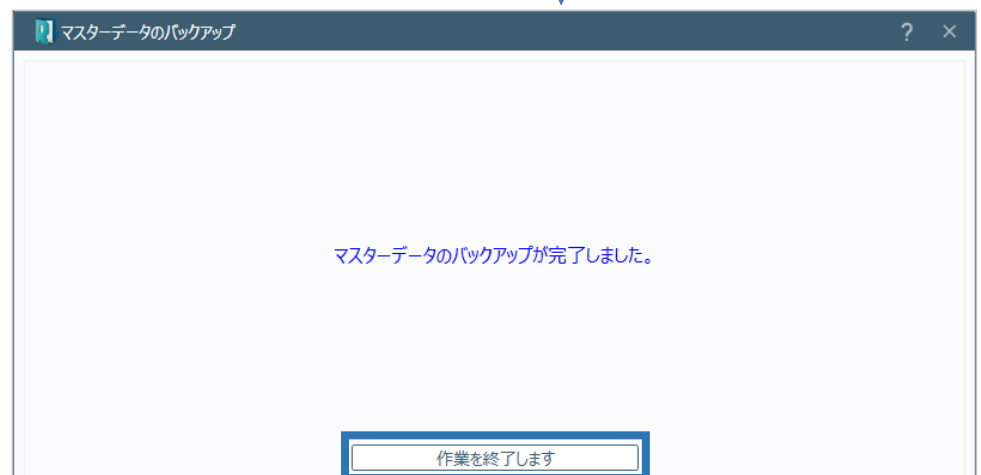 マスターデータのバックアップ
マスターデータのバックアップが完了しました。
作業を終了します